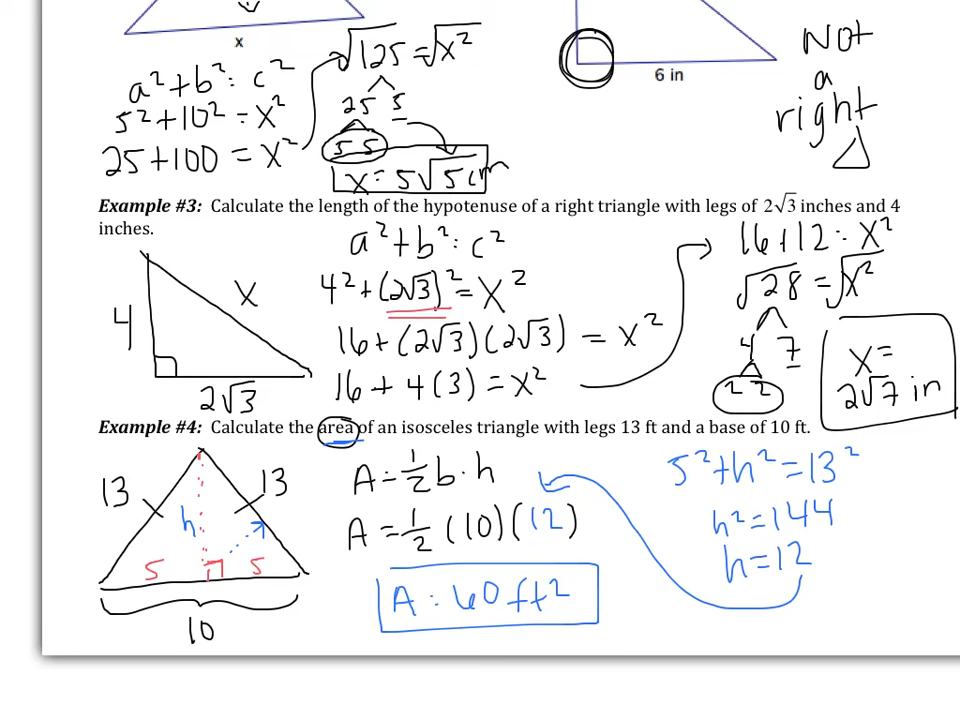 x
a² + b² = c²
5² + 10² = x²
25 + 100 = x²
√125 = √x²
25 5
5 5
x = 5√5 cm
6 in
Not
a
right
△
Example #3: Calculate the length of the hypotenuse of a right triangle with legs of 2√3 inches and 4
inches.
4
x
2√3
a² + b² = c²
4² + (2√3)² = x²
16 + (2√3)(2√3) = x²
16 + 4(3) = x²
16 + 12 = x²
√28 = √x²
4 7
2 2
x =
2√7 in
Example #4: Calculate the area of an isosceles triangle with legs 13 ft and a base of 10 ft.
13
13
h
5
5
10
A = ½ b · h
A = ½ (10)(12)
A = 60 ft²
5² + h² = 13²
h² = 144
h = 12